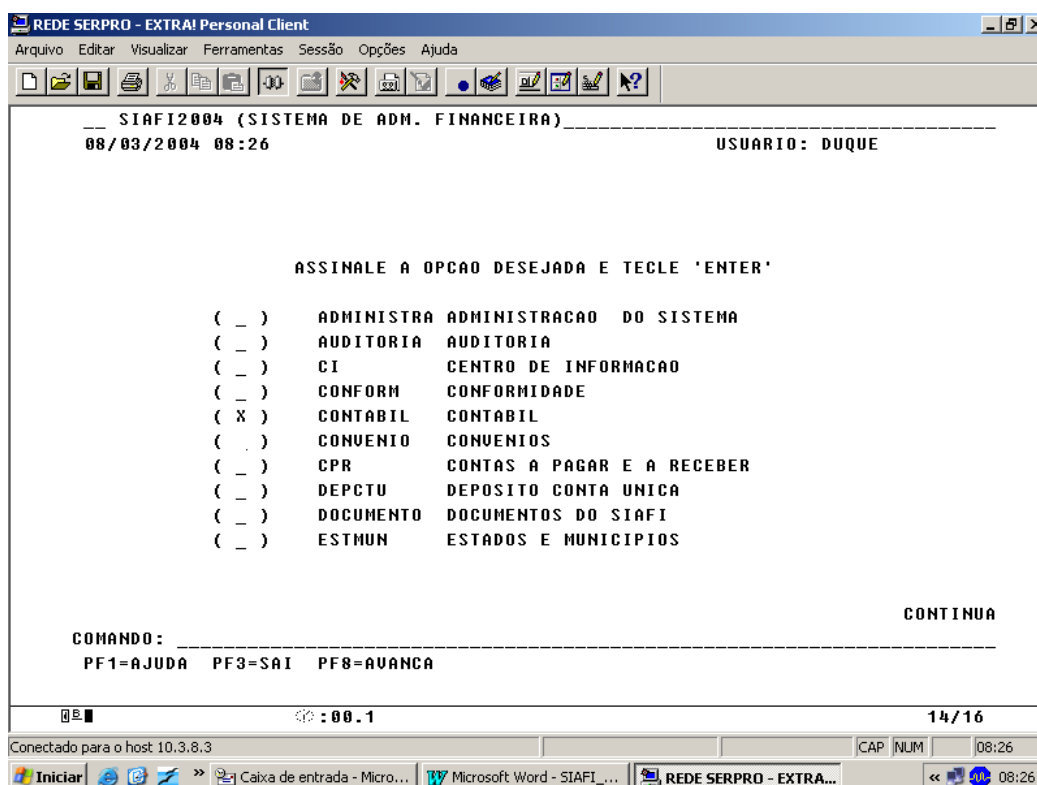 REDE SERPRO - EXTRA! Personal Client
Arquivo Editar Visualizar Ferramentas Sessão Opções Ajuda
__ SIAFI2004 (SISTEMA DE ADM. FINANCEIRA)____________________________________
08/03/2004 08:26 USUARIO: DUQUE
ASSINALE A OPCAO DESEJADA E TECLE 'ENTER'
( _ ) ADMINISTRA ADMINISTRACAO DO SISTEMA
( _ ) AUDITORIA AUDITORIA
( _ ) CI CENTRO DE INFORMACAO
( _ ) CONFORM CONFORMIDADE
( X ) CONTABIL CONTABIL
( _ ) CONVENIO CONVENIOS
( _ ) CPR CONTAS A PAGAR E A RECEBER
( _ ) DEPCTU DEPOSITO CONTA UNICA
( _ ) DOCUMENTO DOCUMENTOS DO SIAFI
( _ ) ESTMUN ESTADOS E MUNICIPIOS
CONTINUA
COMANDO: ______________________________________________________________________
PF1=AJUDA PF3=SAI PF8=AVANCA
:00.1 14/16
Conectado para o host 10.3.8.3 CAP NUM 08:26
Iniciar » Caixa de entrada - Micro... Microsoft Word - SIAFI_... REDE SERPRO - EXTRA... « 08:26